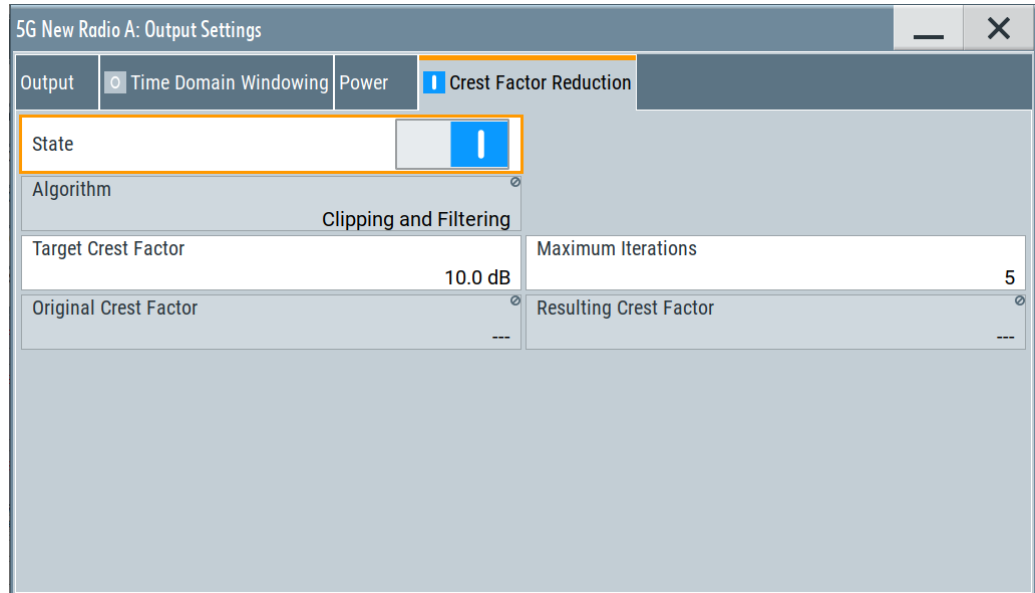 5G New Radio A: Output Settings
Output
0 Time Domain Windowing
Power
Crest Factor Reduction
State
Algorithm
Clipping and Filtering
Target Crest Factor
10.0 dB
Maximum Iterations
5
Original Crest Factor
---
Resulting Crest Factor
---